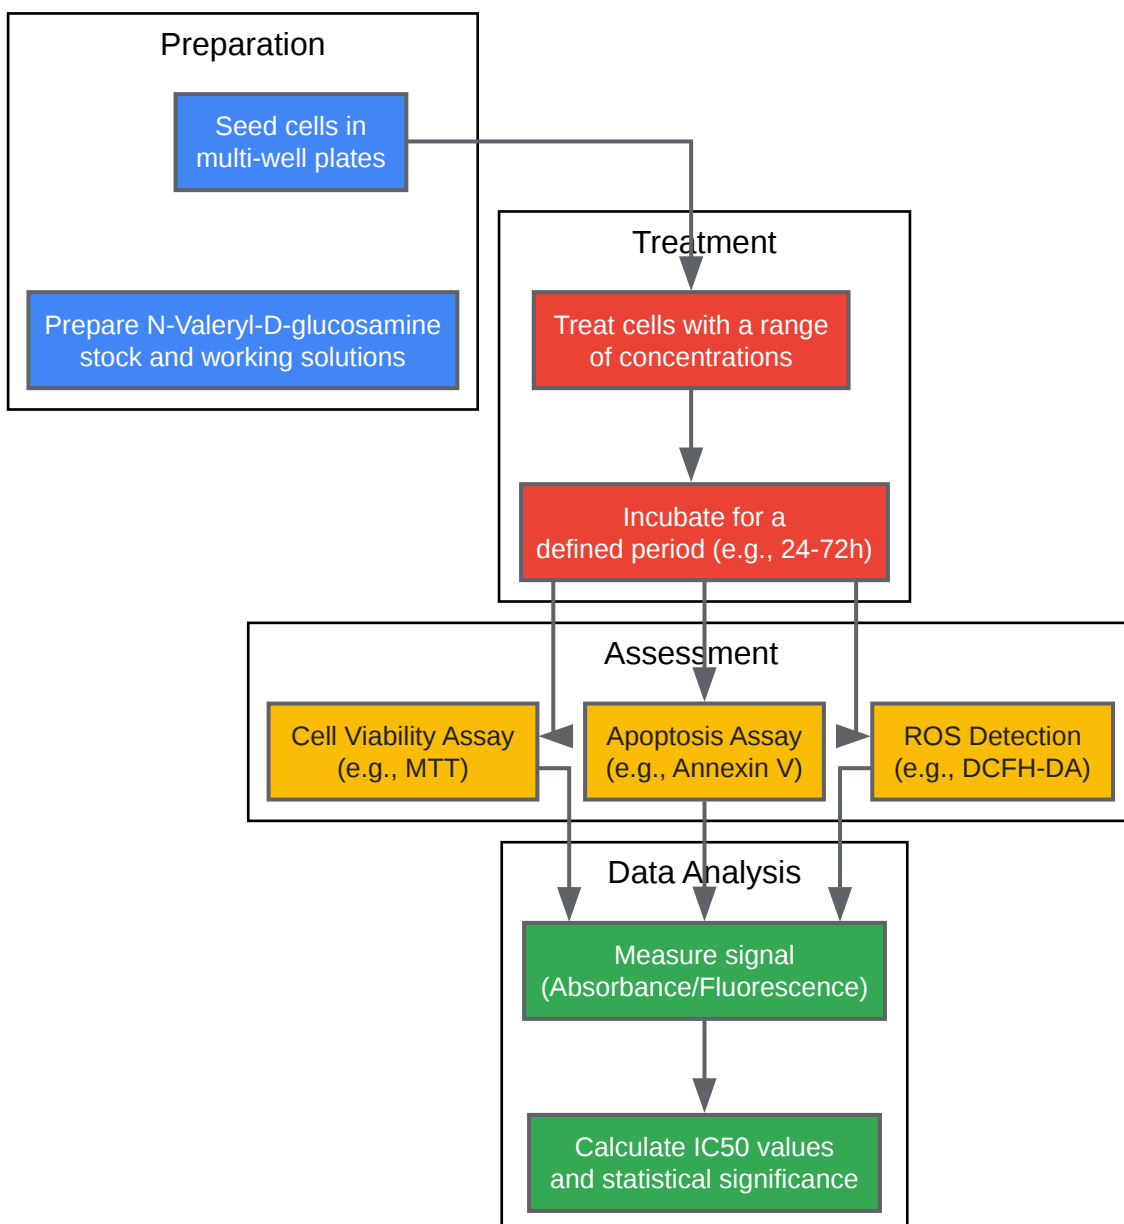 Preparation
Seed cells in
multi-well plates
Prepare N-Valeryl-D-glucosamine
stock and working solutions
Treatment
Treat cells with a range
of concentrations
Incubate for a
defined period (e.g., 24-72h)
Assessment
Cell Viability Assay
(e.g., MTT)
Apoptosis Assay
(e.g., Annexin V)
ROS Detection
(e.g., DCFH-DA)
Data Analysis
Measure signal
(Absorbance/Fluorescence)
Calculate IC50 values
and statistical significance